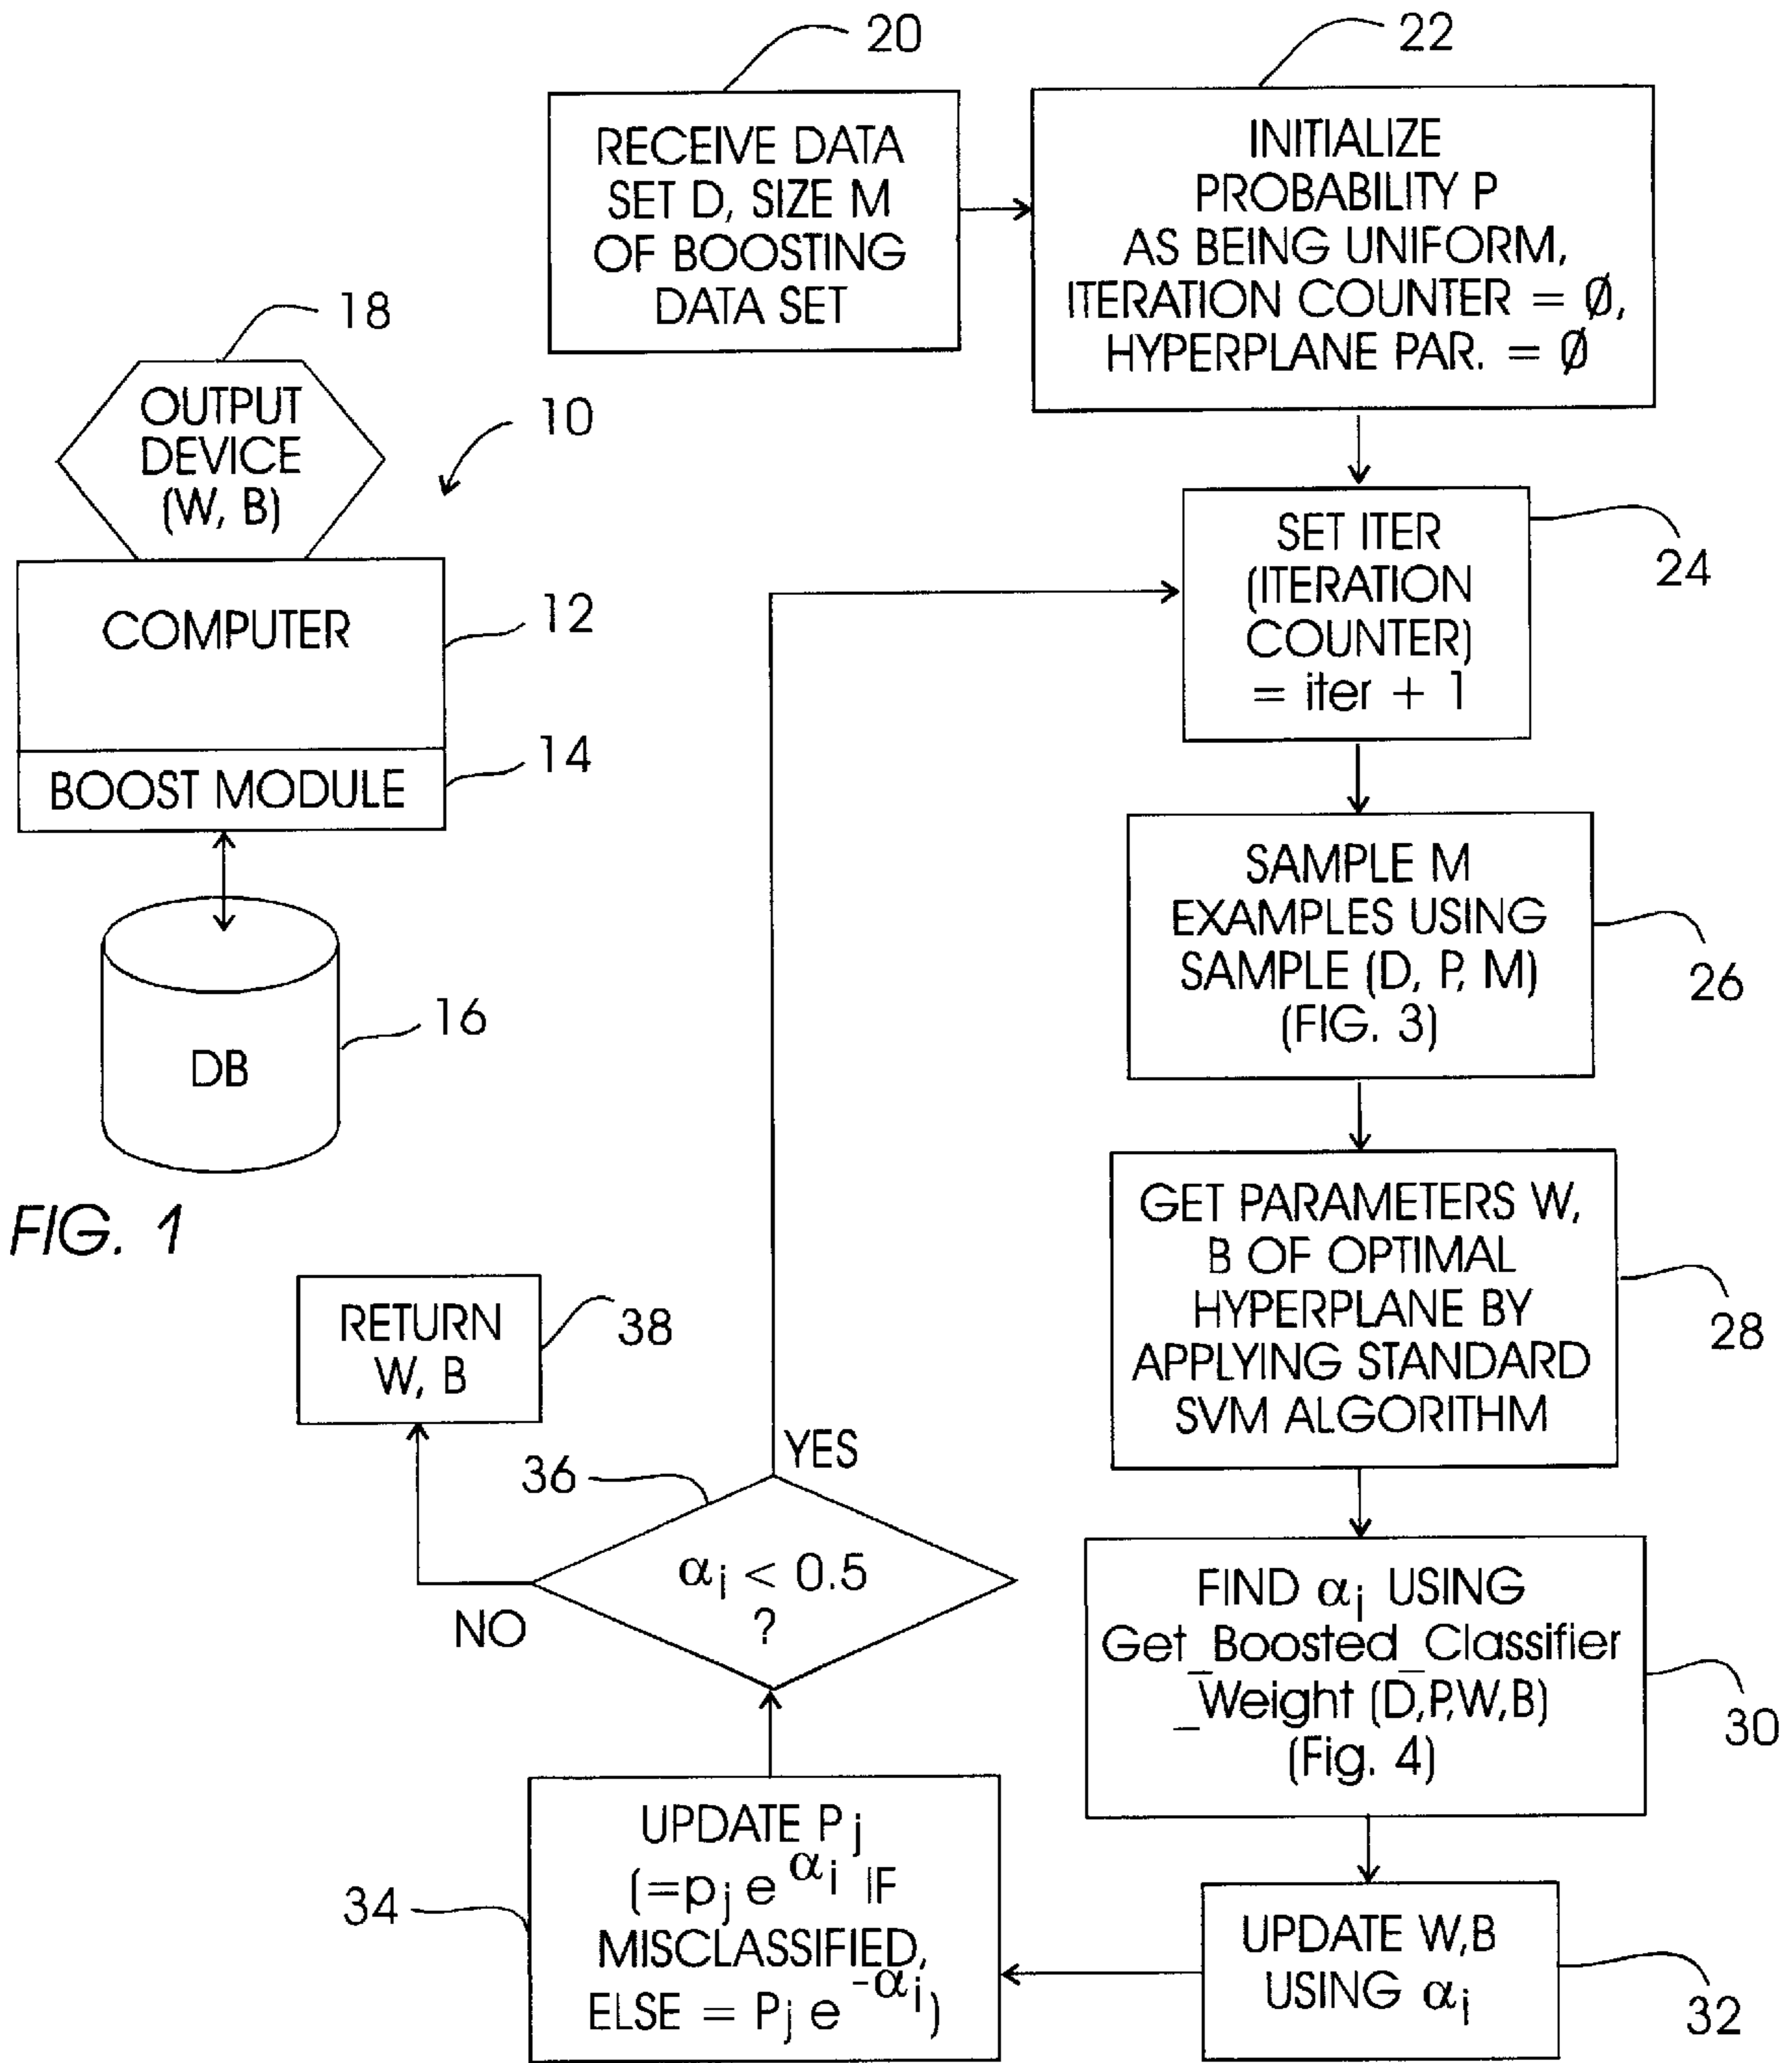 18
OUTPUT
DEVICE
(W, B)
10
COMPUTER
12
BOOST MODULE
14
DB
16
FIG. 1
20
RECEIVE DATA
SET D, SIZE M
OF BOOSTING
DATA SET
22
INITIALIZE
PROBABILITY P
AS BEING UNIFORM,
ITERATION COUNTER = Ø,
HYPERPLANE PAR. = Ø
SET ITER
(ITERATION
COUNTER)
= iter + 1
24
SAMPLE M
EXAMPLES USING
SAMPLE (D, P, M)
(FIG. 3)
26
GET PARAMETERS W,
B OF OPTIMAL
HYPERPLANE BY
APPLYING STANDARD
SVM ALGORITHM
28
FIND αi USING
Get_Boosted_Classifier
_Weight (D,P,W,B)
(Fig. 4)
30
UPDATE W,B
USING αi
32
UPDATE Pj
(=pj e^αi IF
MISCLASSIFIED,
ELSE = Pj e^-αi)
34
36
αi < 0.5
?
YES
NO
RETURN
W, B
38